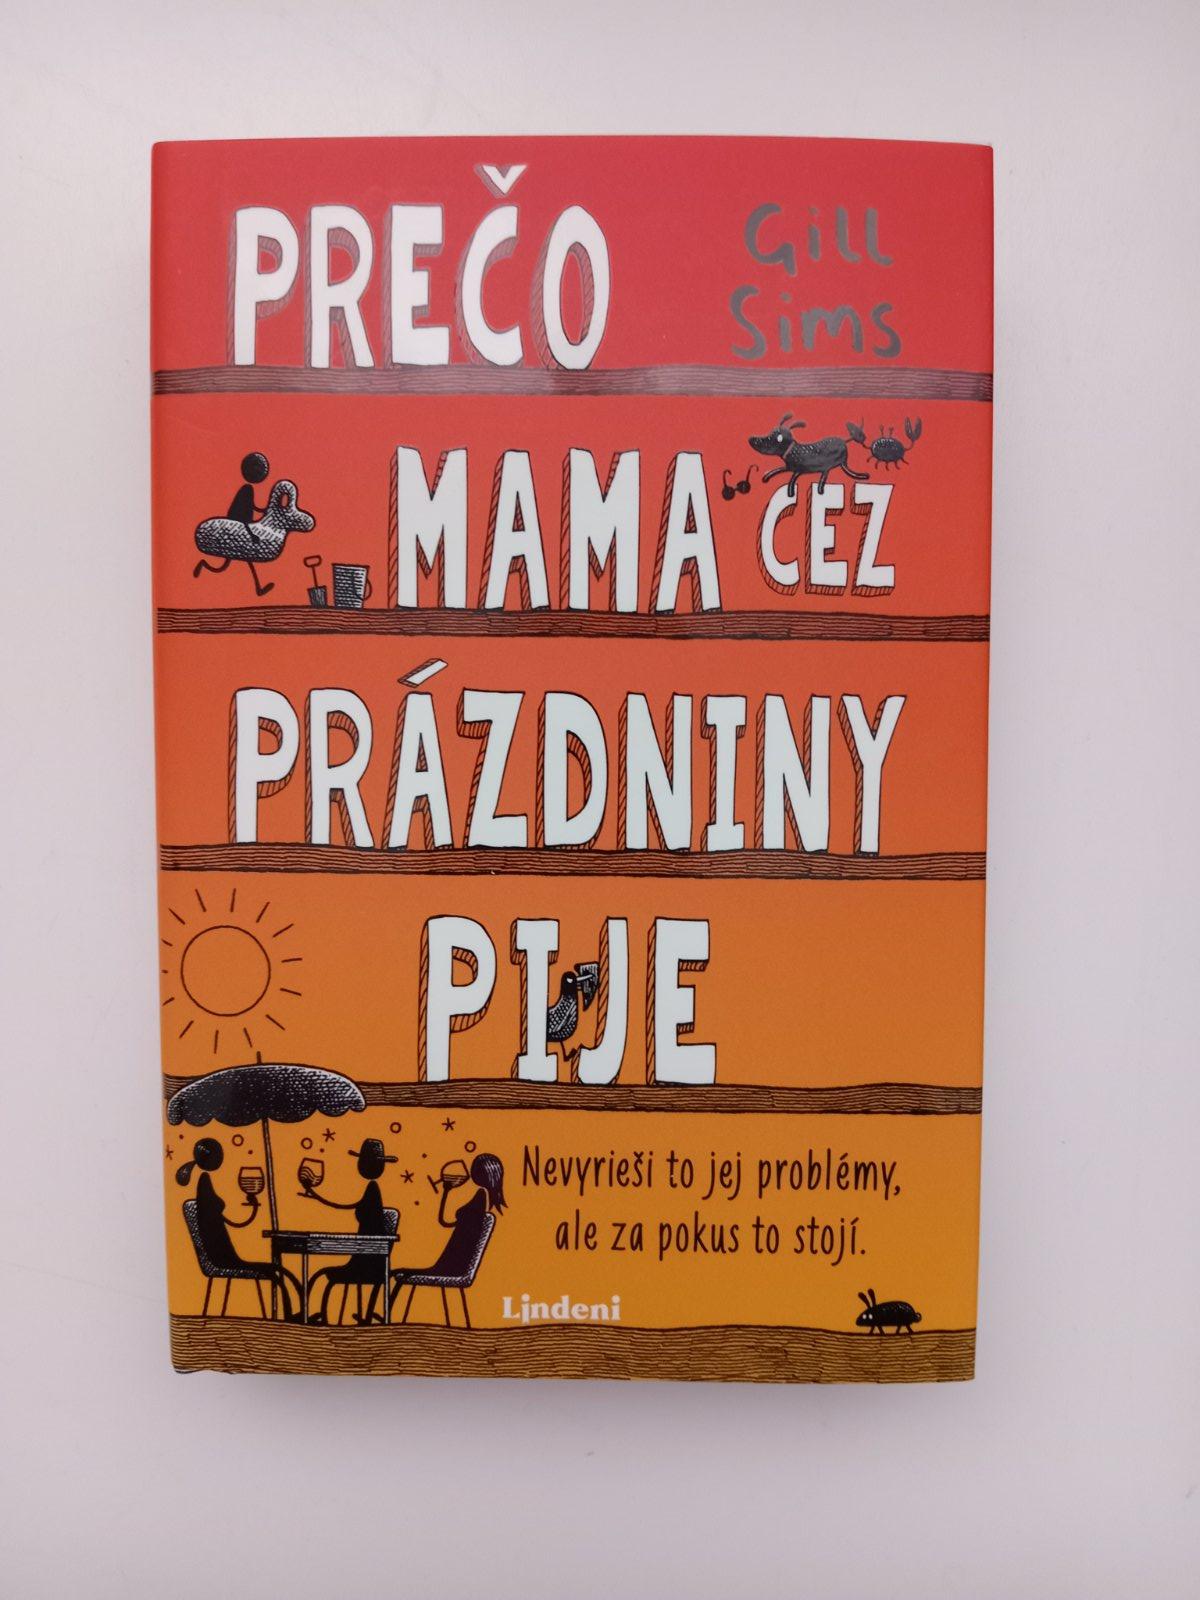 PREČO
Gill
Sims
MAMA CEZ
PRÁZDNINY
PIJE
Nevyrieši to jej problémy,
ale za pokus to stojí.
Lindeni